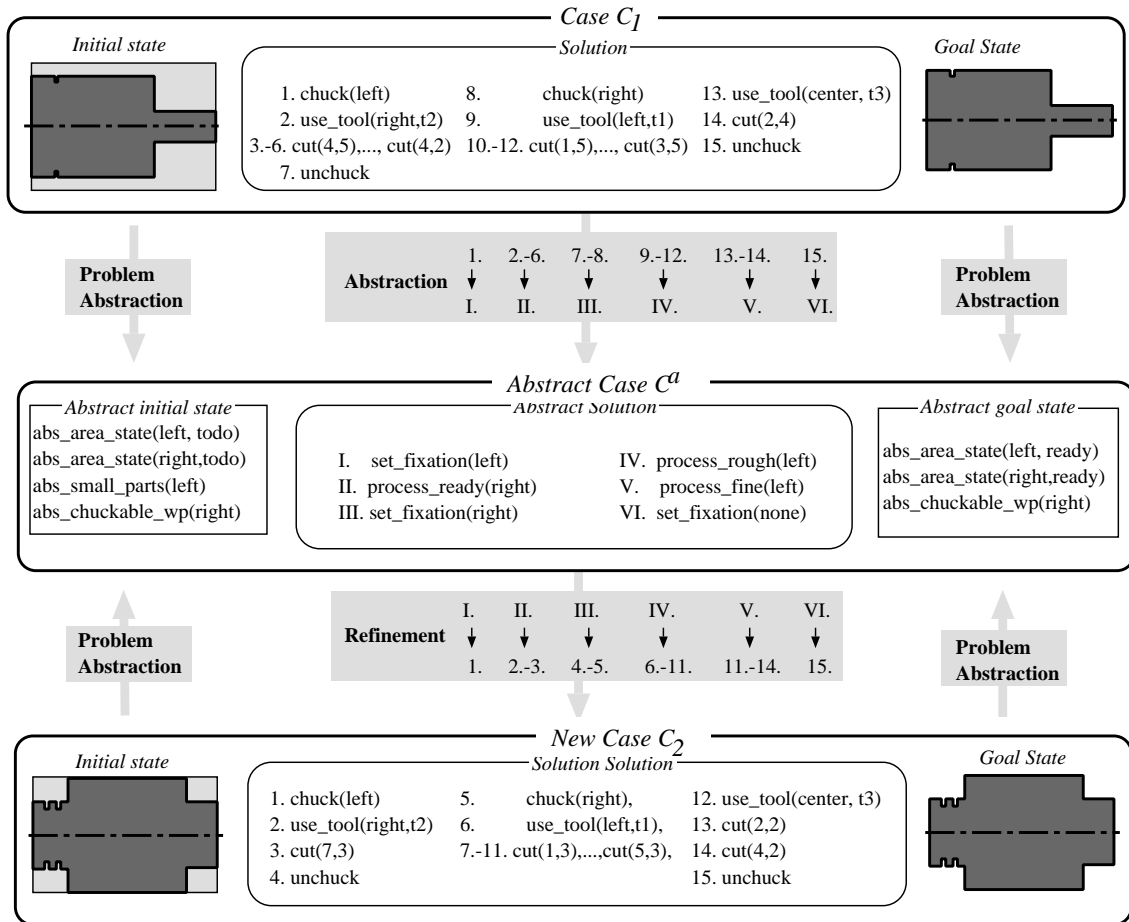 Case C1
Initial state
Solution
Goal State
1. chuck(left)
2. use_tool(right,t2)
3.-6. cut(4,5),..., cut(4,2)
7. unchuck
8. chuck(right)
9. use_tool(left,t1)
10.-12. cut(1,5),..., cut(3,5)
13. use_tool(center, t3)
14. cut(2,4)
15. unchuck
Problem
Abstraction
Abstraction
1. 2.-6. 7.-8. 9.-12. 13.-14. 15.
I. II. III. IV. V. VI.
Problem
Abstraction
Abstract Case Ca
Abstract initial state
abs_area_state(left, todo)
abs_area_state(right,todo)
abs_small_parts(left)
abs_chuckable_wp(right)
Abstract Solution
I. set_fixation(left)
II. process_ready(right)
III. set_fixation(right)
IV. process_rough(left)
V. process_fine(left)
VI. set_fixation(none)
Abstract goal state
abs_area_state(left, ready)
abs_area_state(right,ready)
abs_chuckable_wp(right)
Problem
Abstraction
Refinement
I. II. III. IV. V. VI.
1. 2.-3. 4.-5. 6.-11. 11.-14. 15.
Problem
Abstraction
New Case C2
Initial state
Solution Solution
Goal State
1. chuck(left)
2. use_tool(right,t2)
3. cut(7,3)
4. unchuck
5. chuck(right),
6. use_tool(left,t1),
7.-11. cut(1,3),...,cut(5,3),
12. use_tool(center, t3)
13. cut(2,2)
14. cut(4,2)
15. unchuck